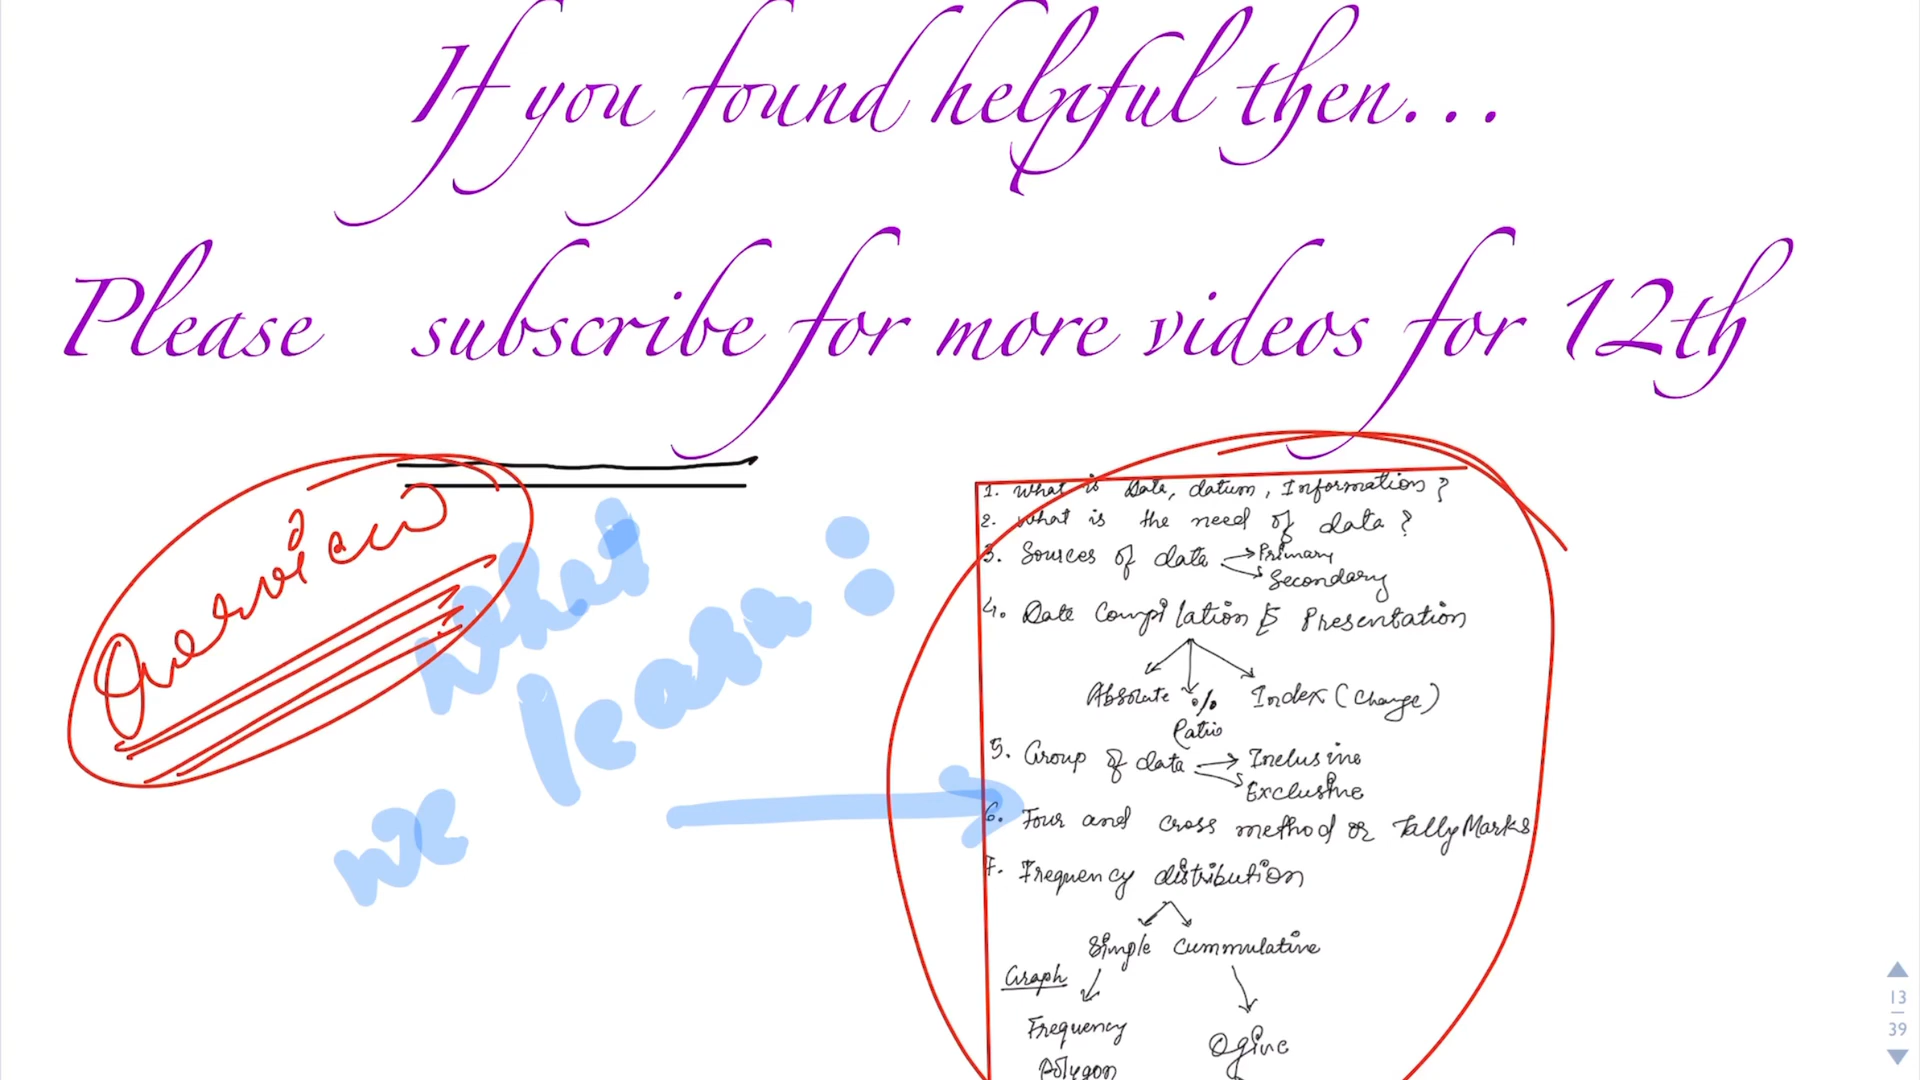 If you found helpful then...
Please subscribe for more videos for 12th
Overview
what
we learn:
1. What is Data, datum, Information?
2. What is the need of data?
3. Sources of data → Primary
→ Secondary
4. Data Compilation & Presentation
Absolute % Index (Change)
Ratio
5. Group of data → Inclusive
→ Exclusive
6. Four and cross method or Tally Marks
7. Frequency distribution
Simple Cummulative
Graph
Frequency Ogive
Polygon
13
39